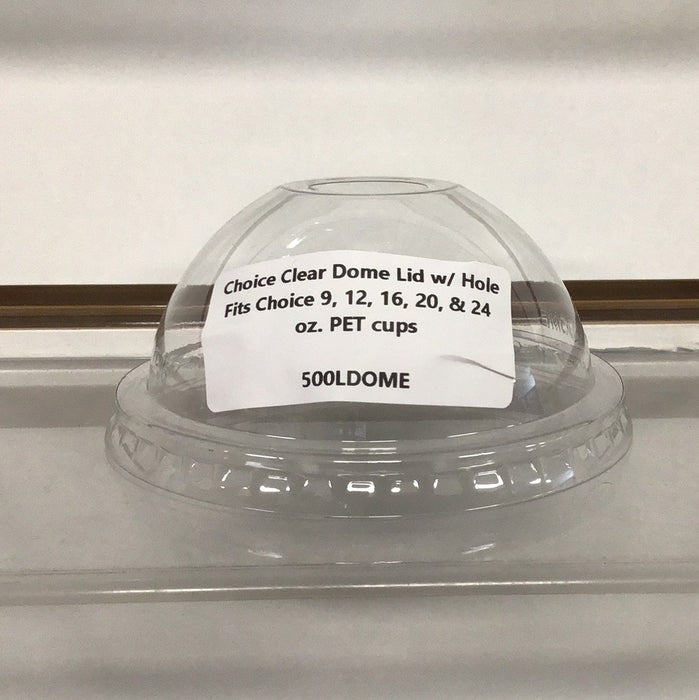 Choice Clear Dome Lid w/ Hole
Fits Choice 9, 12, 16, 20, & 24
oz. PET cups
500LDOME